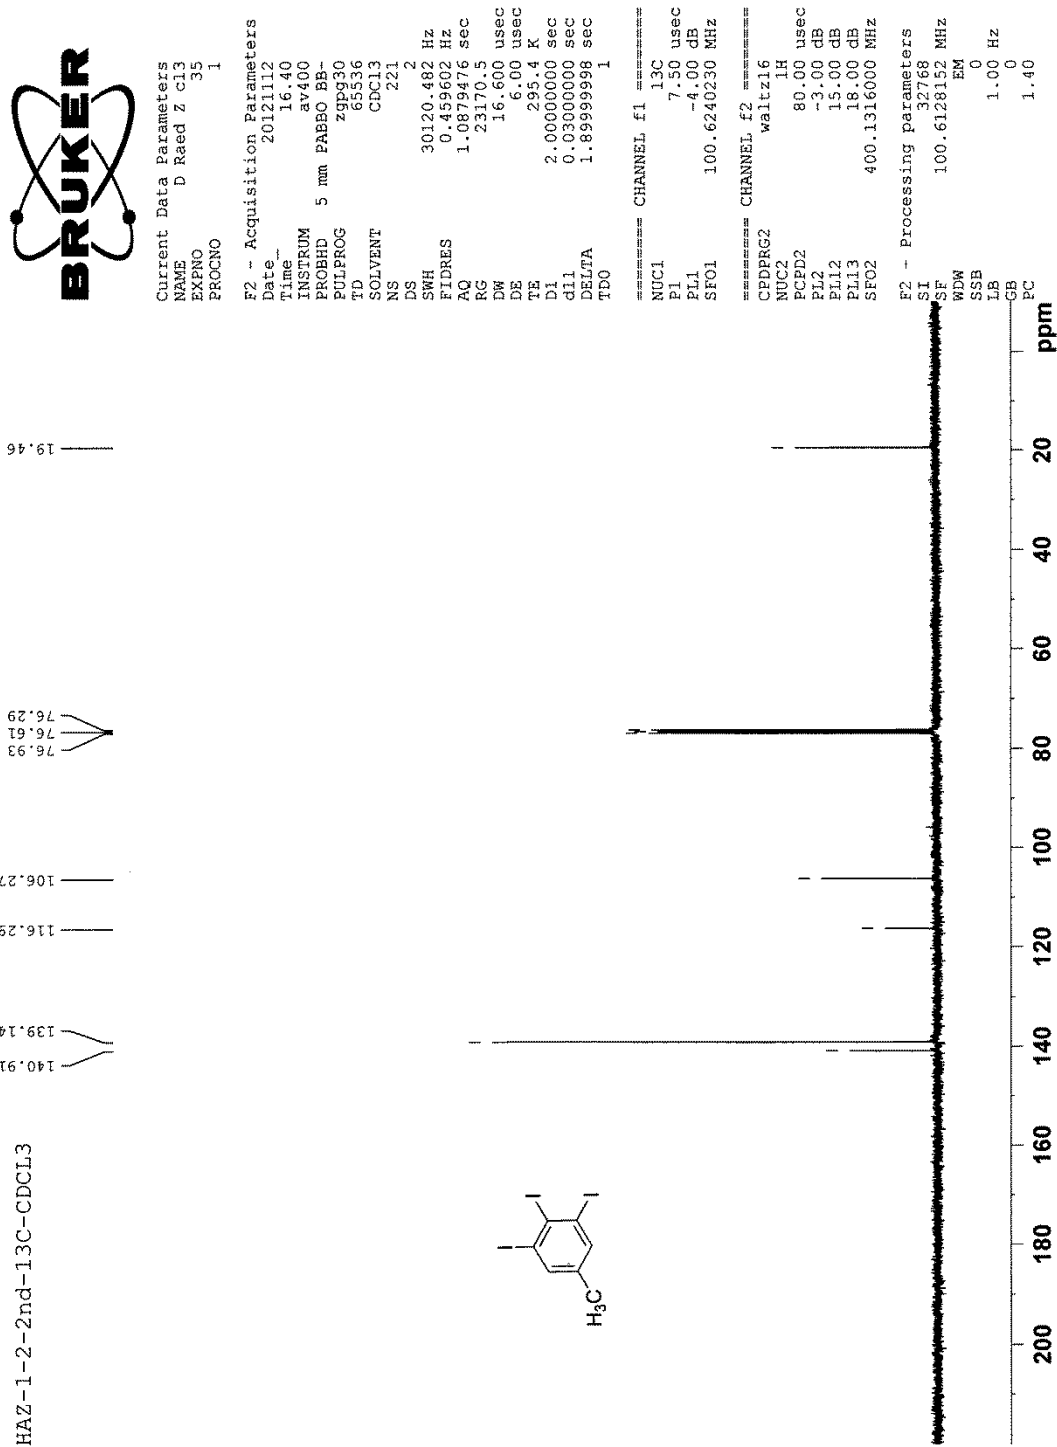 HAZ-1-2-2nd-13C-CDCL3
140.91
139.14
116.29
106.27
76.93
76.61
76.29
19.46
BRUKER
Current Data Parameters
NAME D Raed Z c13
EXPNO 35
PROCNO 1
F2 - Acquisition Parameters
Date_ 20121112
Time 16.40
INSTRUM av400
PROBHD 5 mm PABBO BB-
PULPROG zgpg30
TD 65536
SOLVENT CDCl3
NS 221
DS 2
SWH 30120.482 Hz
FIDRES 0.459602 Hz
AQ 1.0879476 sec
RG 23170.5
DW 16.600 usec
DE 6.00 usec
TE 295.4 K
D1 2.00000000 sec
d11 0.03000000 sec
DELTA 1.89999998 sec
TD0 1
======== CHANNEL f1 ========
NUC1 13C
P1 7.50 usec
PL1 -4.00 dB
SFO1 100.6240230 MHz
======== CHANNEL f2 ========
CPDPRG2 waltz16
NUC2 1H
PCPD2 80.00 usec
PL2 -3.00 dB
PL12 15.00 dB
PL13 18.00 dB
SFO2 400.1316000 MHz
F2 - Processing parameters
SI 32768
SF 100.6128152 MHz
WDW EM
SSB 0
LB 1.00 Hz
GB 0
PC 1.40
I
I
I
H3C
200 180 160 140 120 100 80 60 40 20 ppm